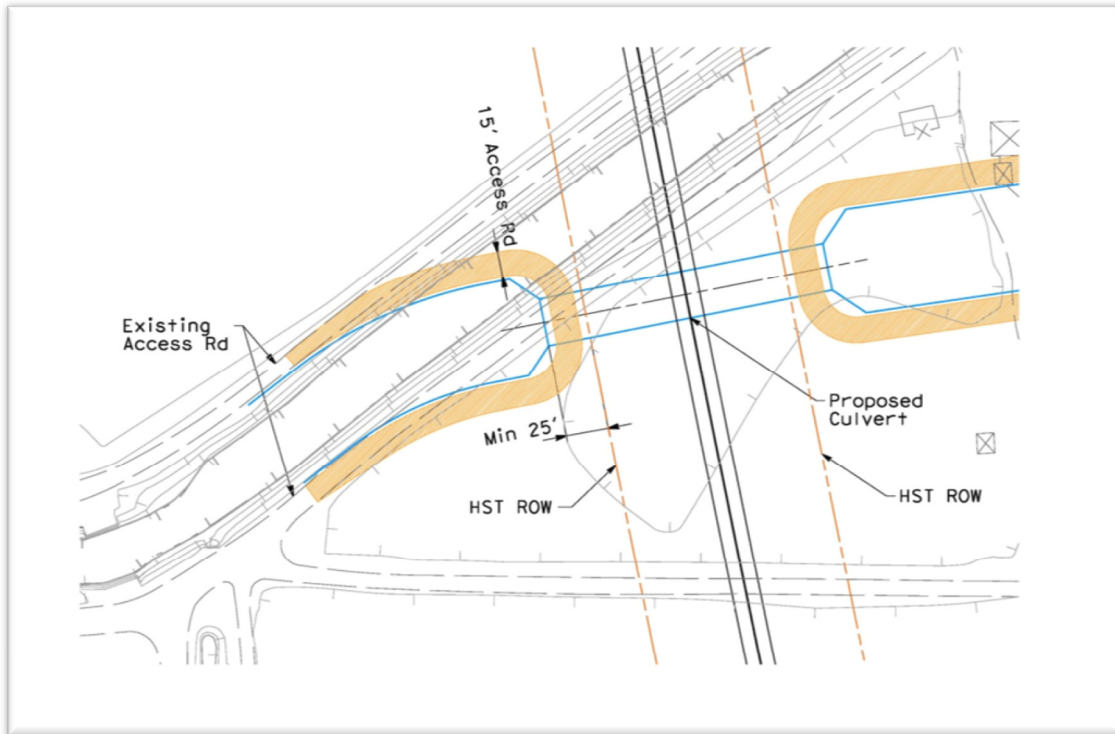 15' Access Rd
Existing
Access Rd
Min 25'
Proposed
Culvert
HST ROW
HST ROW